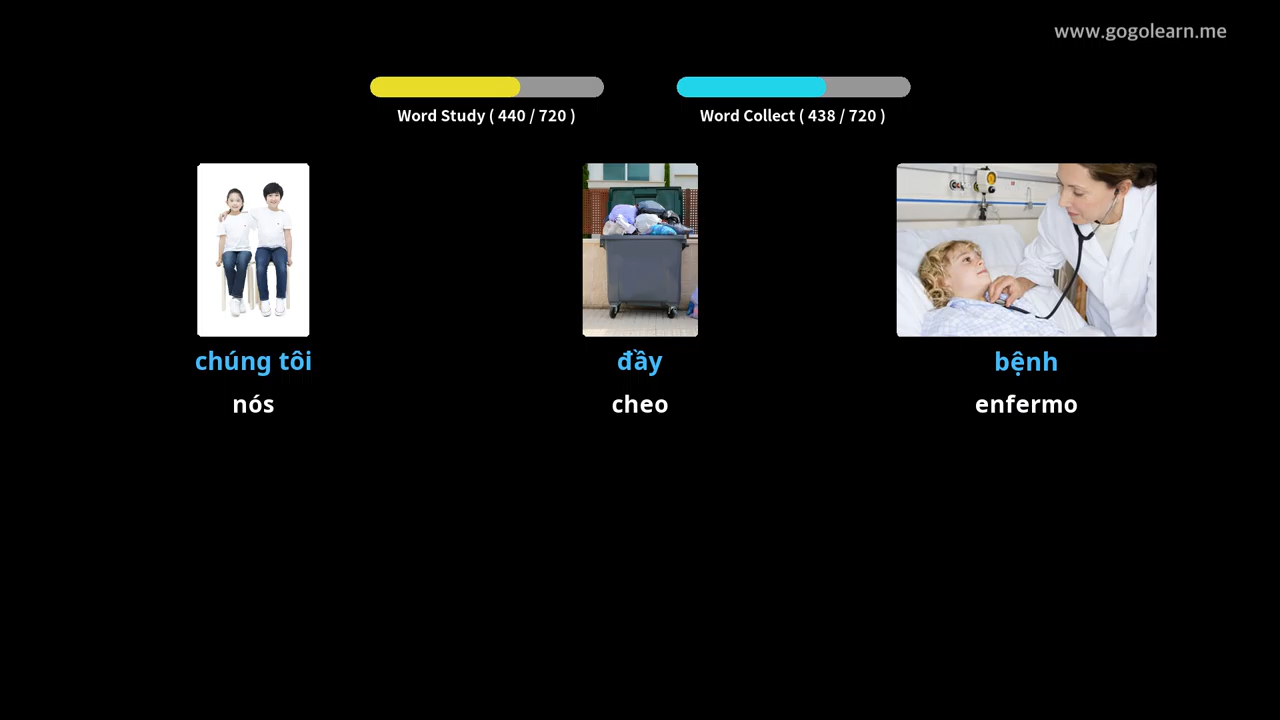 www.gogolearn.me
Word Study ( 440 / 720 )
Word Collect ( 438 / 720 )
chúng tôi
đầy
bệnh
nós
cheo
enfermo